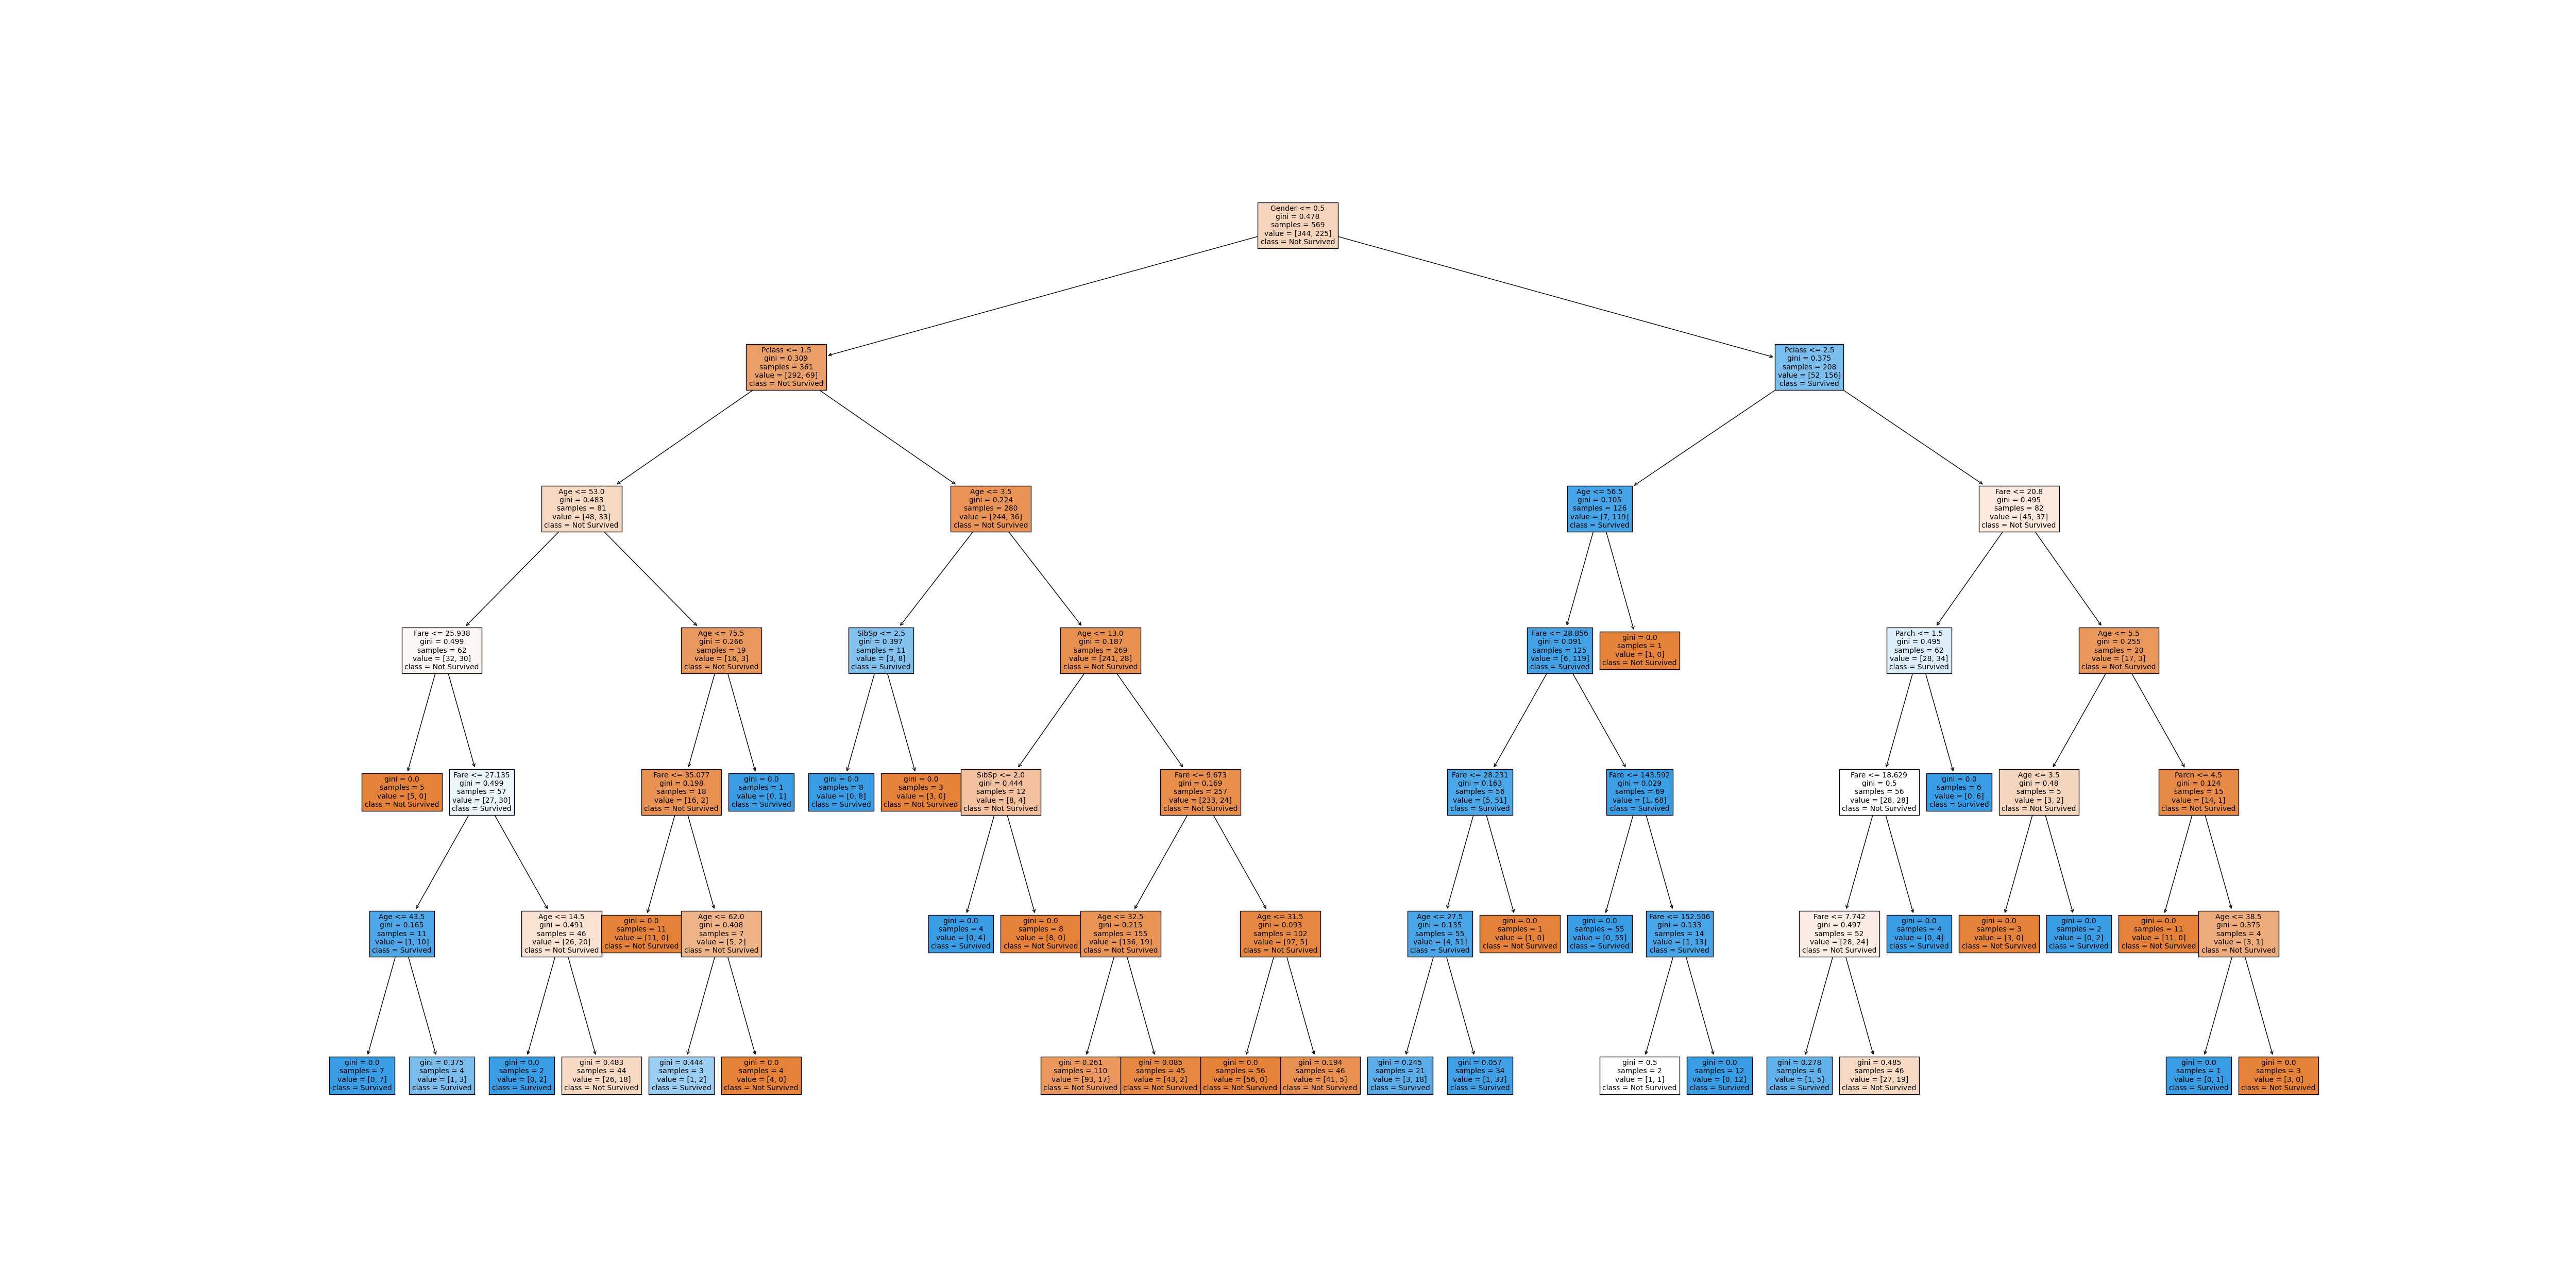 Gender <= 0.5
gini = 0.478
samples = 569
value = [344, 225]
class = Not Survived
Pclass <= 1.5
gini = 0.309
samples = 361
value = [292, 69]
class = Not Survived
Pclass <= 2.5
gini = 0.375
samples = 208
value = [52, 156]
class = Survived
Age <= 53.0
gini = 0.483
samples = 81
value = [48, 33]
class = Not Survived
Age <= 3.5
gini = 0.224
samples = 280
value = [244, 36]
class = Not Survived
Age <= 56.5
gini = 0.105
samples = 126
value = [7, 119]
class = Survived
Fare <= 20.8
gini = 0.495
samples = 82
value = [45, 37]
class = Not Survived
Fare <= 25.938
gini = 0.499
samples = 62
value = [32, 30]
class = Not Survived
Age <= 75.5
gini = 0.266
samples = 19
value = [16, 3]
class = Not Survived
SibSp <= 2.5
gini = 0.397
samples = 11
value = [3, 8]
class = Survived
Age <= 13.0
gini = 0.187
samples = 269
value = [241, 28]
class = Not Survived
Fare <= 28.856
gini = 0.091
samples = 125
value = [6, 119]
class = Survived
gini = 0.0
samples = 1
value = [1, 0]
class = Not Survived
Parch <= 1.5
gini = 0.495
samples = 62
value = [28, 34]
class = Survived
Age <= 5.5
gini = 0.255
samples = 20
value = [17, 3]
class = Not Survived
gini = 0.0
samples = 5
value = [5, 0]
class = Not Survived
Fare <= 27.135
gini = 0.499
samples = 57
value = [27, 30]
class = Survived
Fare <= 35.077
gini = 0.198
samples = 18
value = [16, 2]
class = Not Survived
gini = 0.0
samples = 1
value = [0, 1]
class = Survived
gini = 0.0
samples = 8
value = [0, 8]
class = Survived
gini = 0.0
samples = 3
value = [3, 0]
class = Not Survived
SibSp <= 2.0
gini = 0.444
samples = 12
value = [8, 4]
class = Not Survived
Fare <= 9.673
gini = 0.169
samples = 257
value = [233, 24]
class = Not Survived
Fare <= 28.231
gini = 0.163
samples = 56
value = [5, 51]
class = Survived
Fare <= 143.592
gini = 0.029
samples = 69
value = [1, 68]
class = Survived
Fare <= 18.629
gini = 0.5
samples = 56
value = [28, 28]
class = Not Survived
gini = 0.0
samples = 6
value = [0, 6]
class = Survived
Age <= 3.5
gini = 0.48
samples = 5
value = [3, 2]
class = Not Survived
Parch <= 4.5
gini = 0.124
samples = 15
value = [14, 1]
class = Not Survived
Age <= 43.5
gini = 0.165
samples = 11
value = [1, 10]
class = Survived
Age <= 14.5
gini = 0.491
samples = 46
value = [26, 20]
class = Not Survived
gini = 0.0
samples = 11
value = [11, 0]
class = Not Survived
Age <= 62.0
gini = 0.408
samples = 7
value = [5, 2]
class = Not Survived
gini = 0.0
samples = 4
value = [0, 4]
class = Survived
gini = 0.0
samples = 8
value = [8, 0]
class = Not Survived
Age <= 32.5
gini = 0.215
samples = 155
value = [136, 19]
class = Not Survived
Age <= 31.5
gini = 0.093
samples = 102
value = [97, 5]
class = Not Survived
Age <= 27.5
gini = 0.135
samples = 55
value = [4, 51]
class = Survived
gini = 0.0
samples = 1
value = [1, 0]
class = Not Survived
gini = 0.0
samples = 55
value = [0, 55]
class = Survived
Fare <= 152.506
gini = 0.133
samples = 14
value = [1, 13]
class = Survived
Fare <= 7.742
gini = 0.497
samples = 52
value = [28, 24]
class = Not Survived
gini = 0.0
samples = 4
value = [0, 4]
class = Survived
gini = 0.0
samples = 3
value = [3, 0]
class = Not Survived
gini = 0.0
samples = 2
value = [0, 2]
class = Survived
gini = 0.0
samples = 11
value = [11, 0]
class = Not Survived
Age <= 38.5
gini = 0.375
samples = 4
value = [3, 1]
class = Not Survived
gini = 0.0
samples = 7
value = [0, 7]
class = Survived
gini = 0.375
samples = 4
value = [1, 3]
class = Survived
gini = 0.0
samples = 2
value = [0, 2]
class = Survived
gini = 0.483
samples = 44
value = [26, 18]
class = Not Survived
gini = 0.444
samples = 3
value = [1, 2]
class = Survived
gini = 0.0
samples = 4
value = [4, 0]
class = Not Survived
gini = 0.261
samples = 110
value = [93, 17]
class = Not Survived
gini = 0.085
samples = 45
value = [43, 2]
class = Not Survived
gini = 0.0
samples = 56
value = [56, 0]
class = Not Survived
gini = 0.194
samples = 46
value = [41, 5]
class = Not Survived
gini = 0.245
samples = 21
value = [3, 18]
class = Survived
gini = 0.057
samples = 34
value = [1, 33]
class = Survived
gini = 0.5
samples = 2
value = [1, 1]
class = Not Survived
gini = 0.0
samples = 12
value = [0, 12]
class = Survived
gini = 0.278
samples = 6
value = [1, 5]
class = Survived
gini = 0.485
samples = 46
value = [27, 19]
class = Not Survived
gini = 0.0
samples = 1
value = [0, 1]
class = Survived
gini = 0.0
samples = 3
value = [3, 0]
class = Not Survived